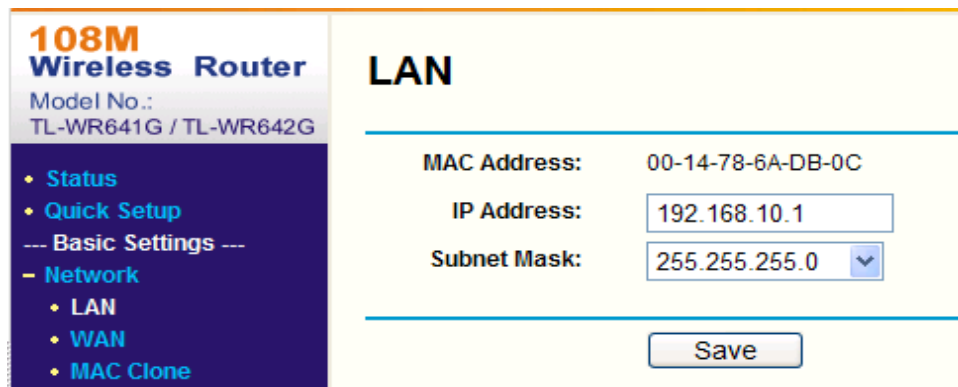 108M
Wireless Router
Model No.:
TL-WR641G / TL-WR642G
• Status
• Quick Setup
--- Basic Settings ---
– Network
• LAN
• WAN
• MAC Clone
LAN
MAC Address: 00-14-78-6A-DB-0C
IP Address: 192.168.10.1
Subnet Mask: 255.255.255.0
Save